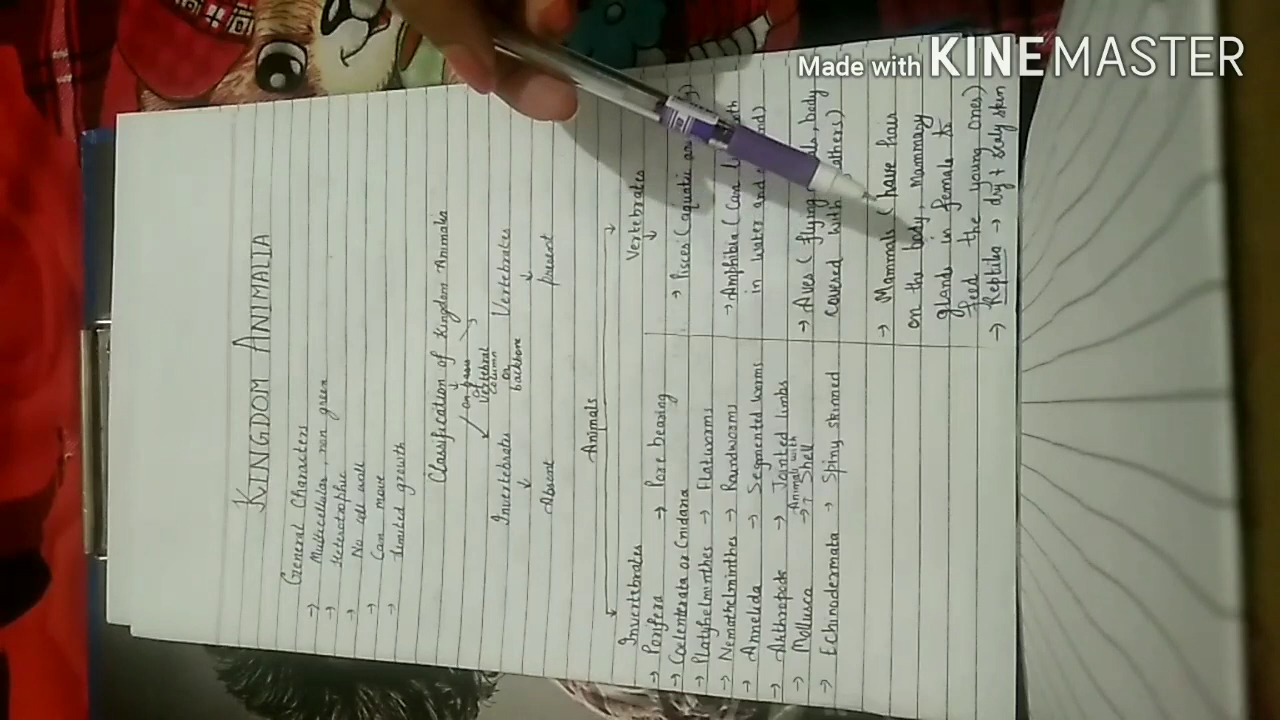 Made with KINEMASTER
KINGDOM ANIMALIA
General Characters
→ Multicellular, non green
→ Heterotrophic
→ No cell wall
→ Can move
→ Limited growth
Classification of Kingdom Animalia
on basis
of
vertebral
column
or
backbone
Invertebrates Vertebrates
Absent present
Animals
Invertebrates
→ Porifera → Pore bearing
→ Coelenterata or Cnidaria
→ Platyhelminthes → Flatworms
→ Nemathelminthes → Roundworms
→ Annelida → Segmented worms
→ Arthropoda → Jointed limbs
Animals with
→ Mollusca → Shell
→ Echinodermata → Spiny skinned
Vertebrates
→ Pisces (aquatic
→ Amphibia (Can
in water and
→ Aves (flying body
covered with
→ Mammals (have hair
on the body, Mammary
glands in female to
feed the young ones)
→ Reptilia → dry + scaly skin